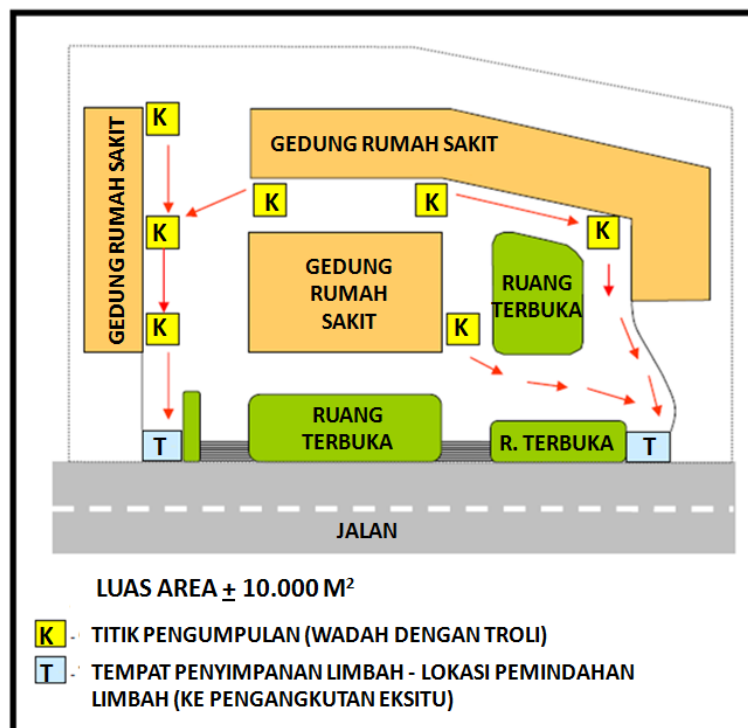 K
GEDUNG RUMAH SAKIT
GEDUNG RUMAH SAKIT
K
K
K
K
GEDUNG
RUMAH
SAKIT
RUANG
TERBUKA
K
K
RUANG
TERBUKA
R. TERBUKA
T
T
JALAN
LUAS AREA ± 10.000 M²
K - TITIK PENGUMPULAN (WADAH DENGAN TROLI)
T - TEMPAT PENYIMPANAN LIMBAH - LOKASI PEMINDAHAN
LIMBAH (KE PENGANGKUTAN EKSITU)